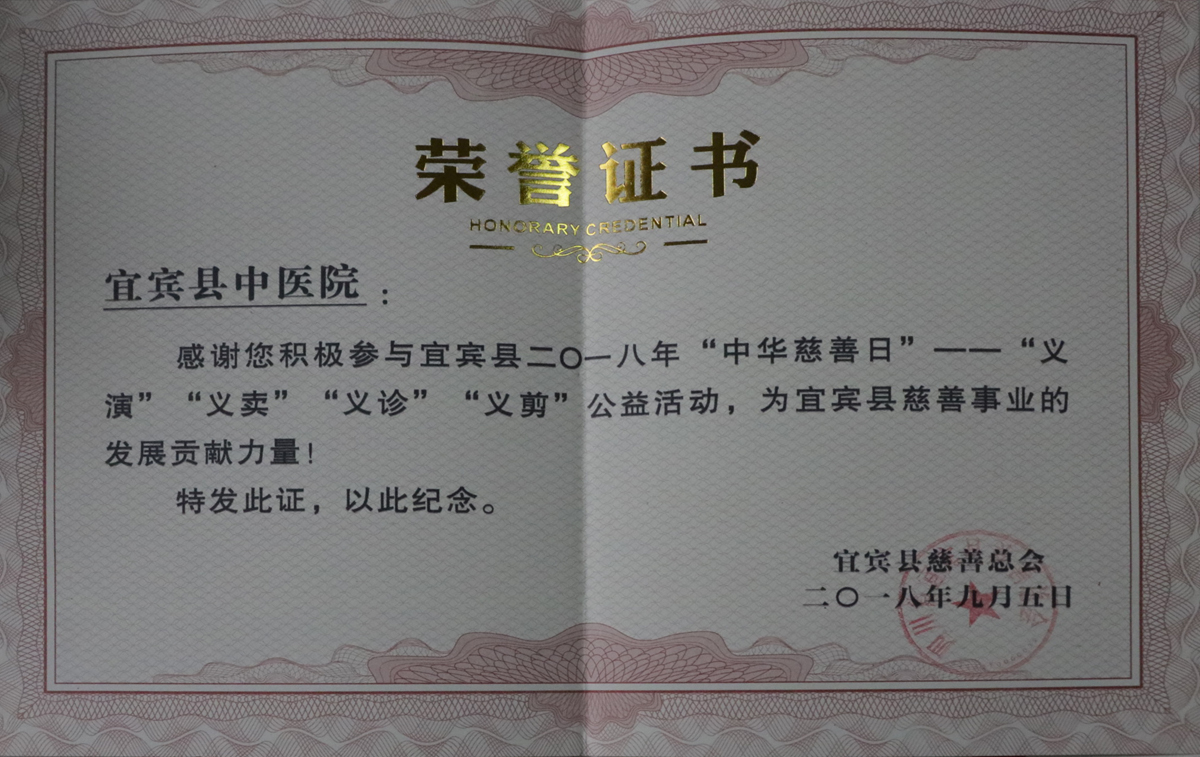 荣誉证书
HONORARY CREDENTIAL
宜宾县中医院：
感谢您积极参与宜宾县二〇一八年“中华慈善日”——“义
演”“义卖”“义诊”“义剪”公益活动，为宜宾县慈善事业的
发展贡献力量！
特发此证，以此纪念。
宜宾县慈善总会
二〇一八年九月五日